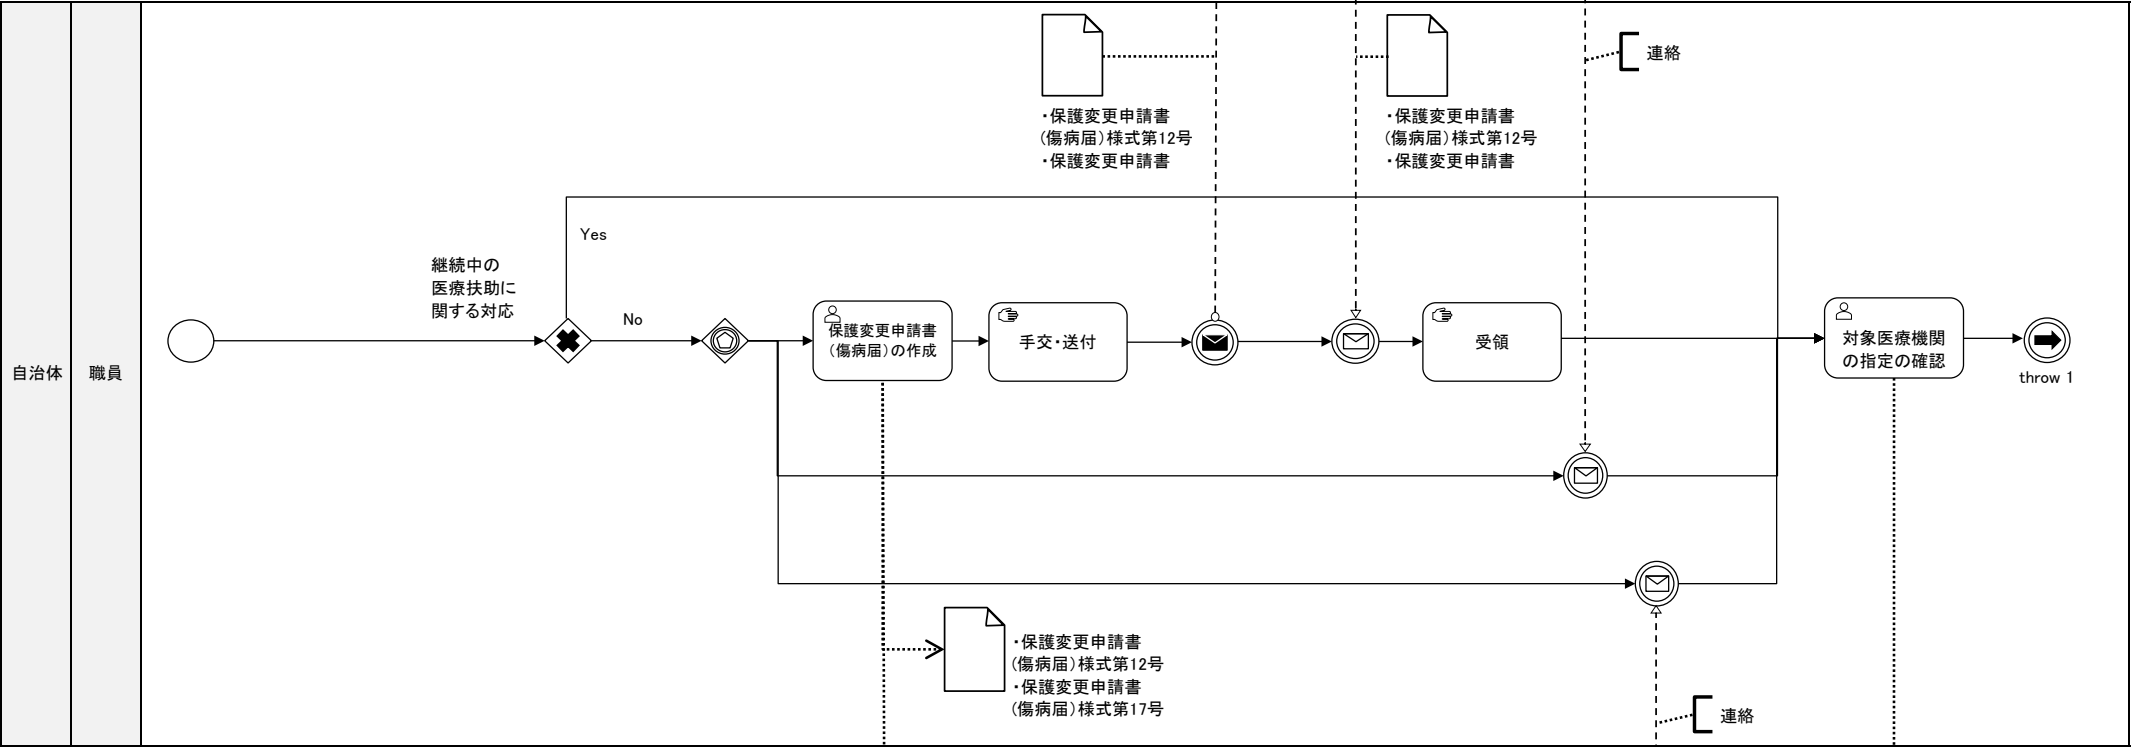 自治体
職員
継続中の
医療扶助に
関する対応
Yes
No
保護変更申請書
(傷病届)の作成
手交・送付
・保護変更申請書
(傷病届)様式第12号
・保護変更申請書
・保護変更申請書
(傷病届)様式第12号
・保護変更申請書
連絡
受領
対象医療機関
の指定の確認
throw 1
・保護変更申請書
(傷病届)様式第12号
・保護変更申請書
(傷病届)様式第17号
連絡